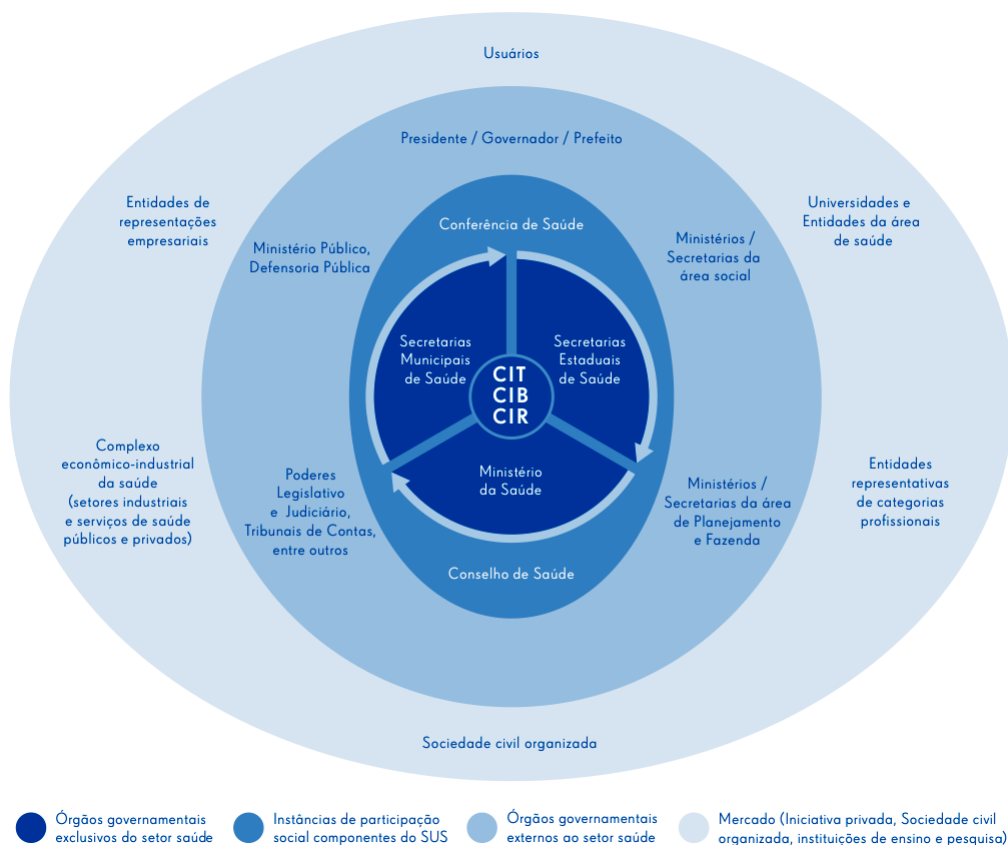 Usuários
Presidente / Governador / Prefeito
Entidades de
representações
empresariais
Universidades e
Entidades da área
de saúde
Conferência de Saúde
Ministério Público,
Defensoria Pública
Ministérios /
Secretarias da
área social
Secretarias
Municipais
de Saúde
Secretarias
Estaduais
de Saúde
CIT
CIB
CIR
Complexo
econômico-industrial
da saúde
(setores industriais
e serviços de saúde
públicos e privados)
Poderes
Legislativo
e Judiciário,
Tribunais de Contas,
entre outros
Ministério
da Saúde
Ministérios /
Secretarias da área
de Planejamento
e Fazenda
Entidades
representativas
de categorias
profissionais
Conselho de Saúde
Sociedade civil organizada
Órgãos governamentais
exclusivos do setor saúde
Instâncias de participação
social componentes do SUS
Órgãos governamentais
externos ao setor saúde
Mercado (Iniciativa privada, Sociedade civil
organizada, instituições de ensino e pesquisa)